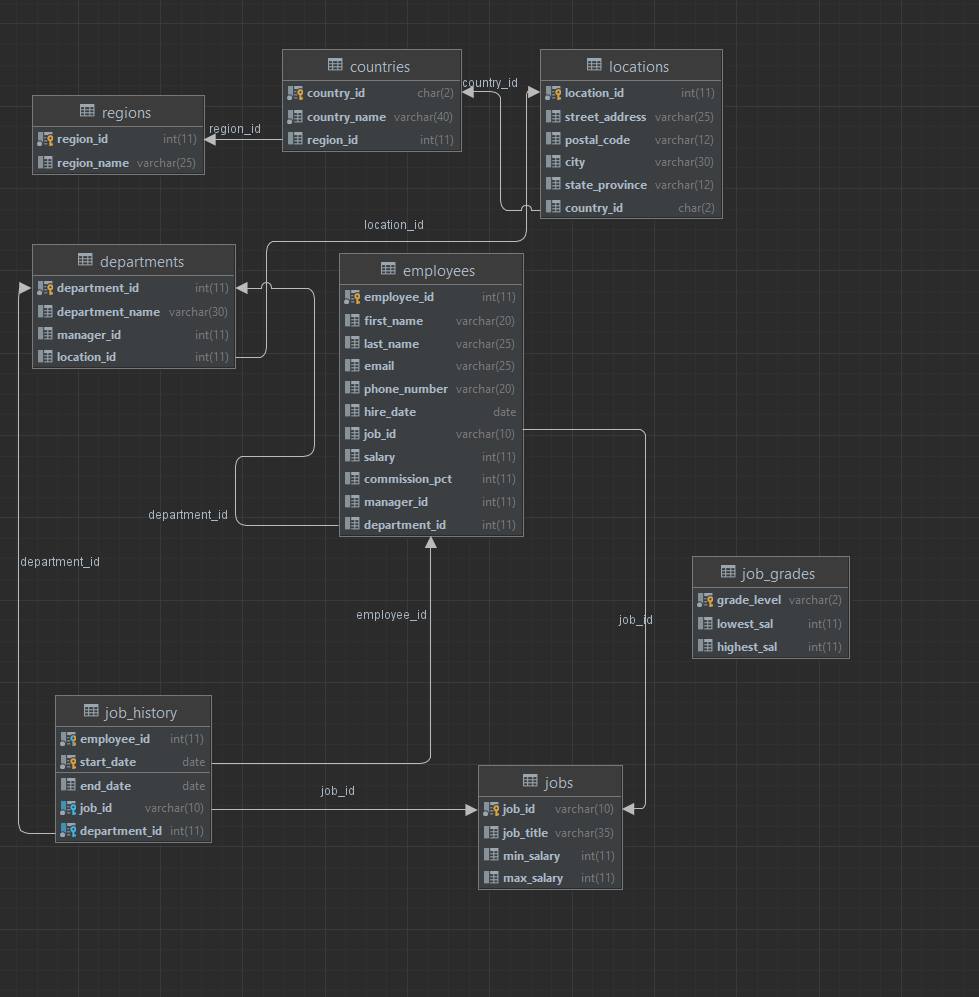 countries
country_id char(2)
country_name varchar(40)
region_id int(11)
locations
location_id int(11)
street_address varchar(25)
postal_code varchar(12)
city varchar(30)
state_province varchar(12)
country_id char(2)
country_id
regions
region_id int(11)
region_name varchar(25)
region_id
location_id
departments
department_id int(11)
department_name varchar(30)
manager_id int(11)
location_id int(11)
employees
employee_id int(11)
first_name varchar(20)
last_name varchar(25)
email varchar(25)
phone_number varchar(20)
hire_date date
job_id varchar(10)
salary int(11)
commission_pct int(11)
manager_id int(11)
department_id int(11)
department_id
department_id
employee_id
job_id
job_grades
grade_level varchar(2)
lowest_sal int(11)
highest_sal int(11)
job_history
employee_id int(11)
start_date date
end_date date
job_id varchar(10)
department_id int(11)
job_id
jobs
job_id varchar(10)
job_title varchar(35)
min_salary int(11)
max_salary int(11)